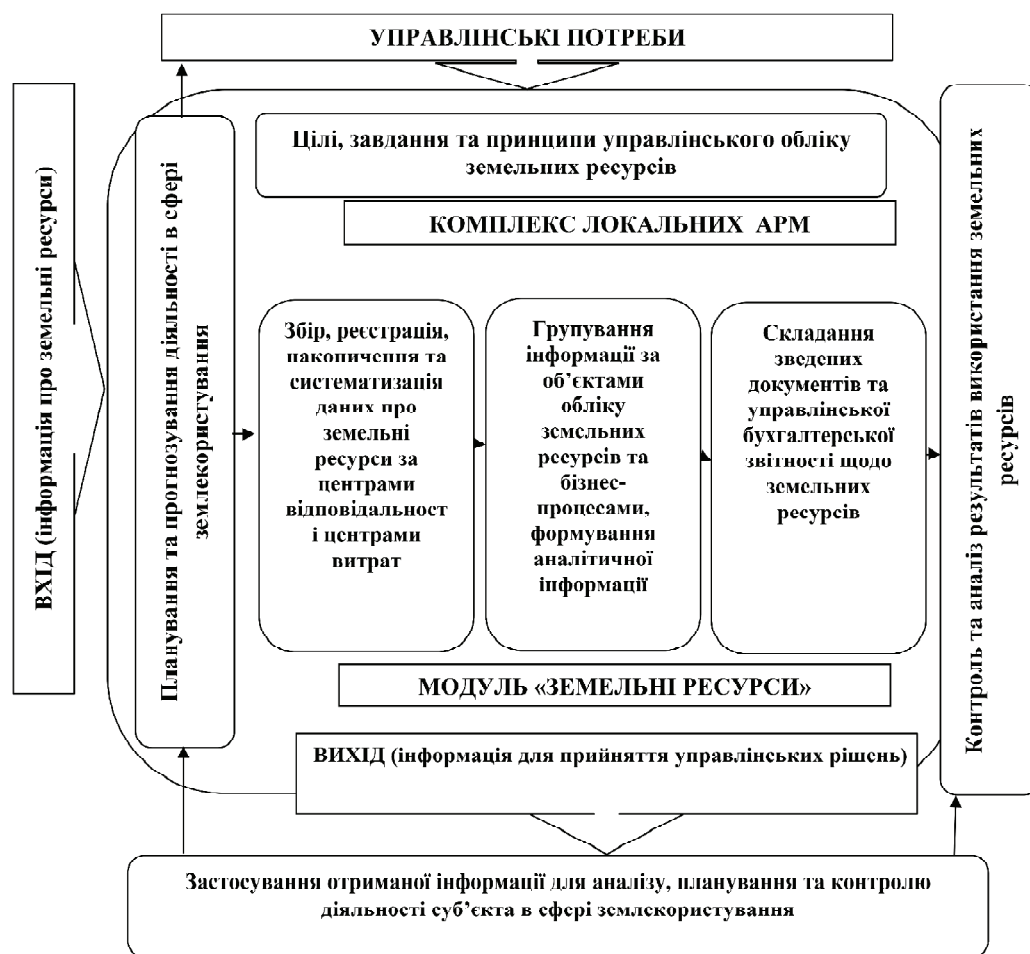 УПРАВЛІНСЬКІ ПОТРЕБИ
ВХІД (інформація про земельні ресурси)
Планування та прогнозування діяльності в сфері
землекористування
Цілі, завдання та принципи управлінського обліку
земельних ресурсів
КОМПЛЕКС ЛОКАЛЬНИХ АРМ
Збір, реєстрація,
накопичення та
систематизація
даних про
земельні
ресурси за
центрами
відповідальност
і центрами
витрат
Групування
інформації за
об’єктами
обліку
земельних
ресурсів та
бізнес-
процесами,
формування
аналітичної
інформації
Складання
зведених
документів та
управлінської
бухгалтерської
звітності щодо
земельних
ресурсів
Контроль та аналіз результатів використання земельних
ресурсів
МОДУЛЬ «ЗЕМЕЛЬНІ РЕСУРСИ»
ВИХІД (інформація для прийняття управлінських рішень)
Застосування отриманої інформації для аналізу, планування та контролю
діяльності суб’єкта в сфері землекористування